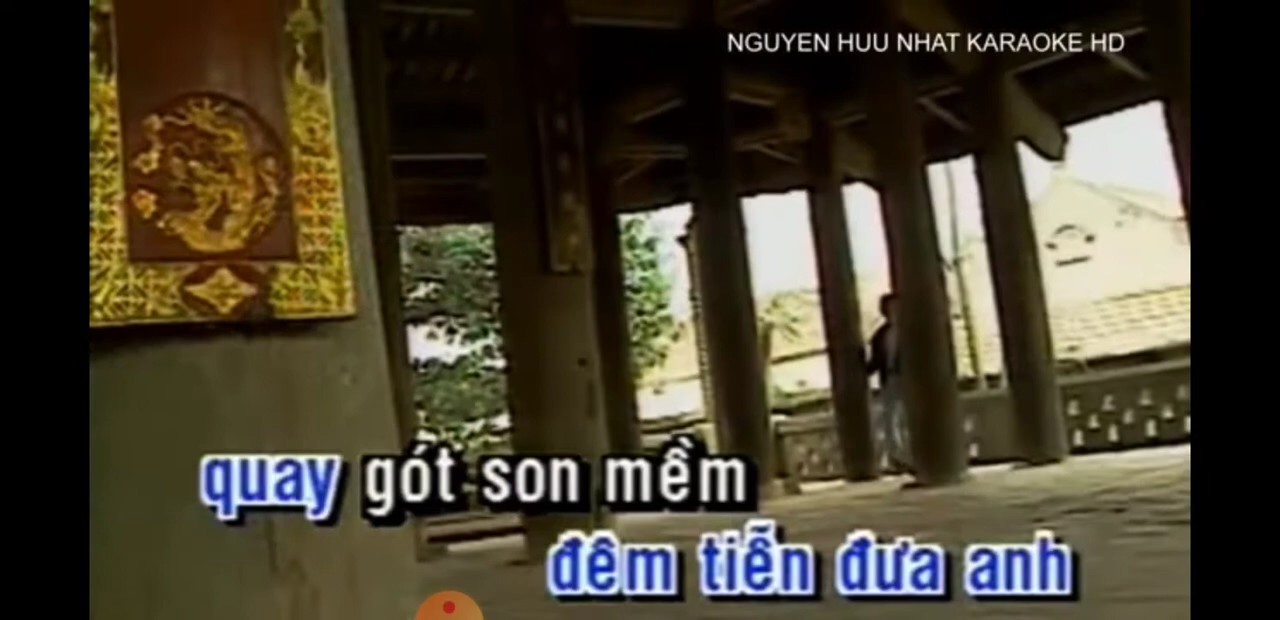 NGUYEN HUU NHAT KARAOKE HD
quay gót son mềm
đêm tiễn đưa anh